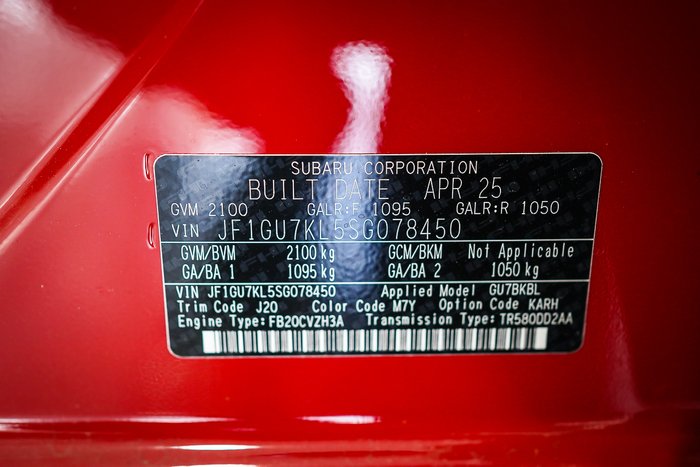 SUBARU CORPORATION
BUILT DATE APR 25
GVM 2100 GALR:F 1095 GALR:R 1050
VIN JF1GU7KL5SG078450
GVM/BVM 2100 kg GCM/BKM Not Applicable
GA/BA 1 1095 kg GA/BA 2 1050 kg
VIN JF1GU7KL5SG078450 Applied Model GU7BKBL
Trim Code J20 Color Code M7Y Option Code KARH
Engine Type: FB20CVZH3A Transmission Type: TR580DD2AA